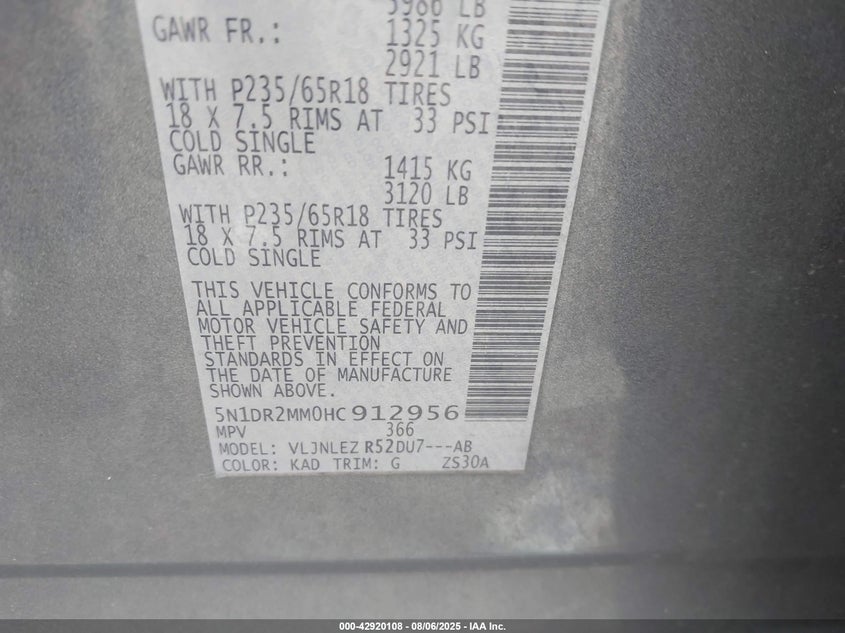 5986 LB
GAWR FR.: 1325 KG
2921 LB
WITH P235/65R18 TIRES
18 X 7.5 RIMS AT 33 PSI
COLD SINGLE
GAWR RR.: 1415 KG
3120 LB
WITH P235/65R18 TIRES
18 X 7.5 RIMS AT 33 PSI
COLD SINGLE
THIS VEHICLE CONFORMS TO
ALL APPLICABLE FEDERAL
MOTOR VEHICLE SAFETY AND
THEFT PREVENTION
STANDARDS IN EFFECT ON
THE DATE OF MANUFACTURE
SHOWN ABOVE.
5N1DR2MM0HC912956
MPV 366
MODEL: VLJNLEZ R52DU7---AB
COLOR: KAD TRIM: G ZS30A
000-42920108 - 08/06/2025 - IAA Inc.